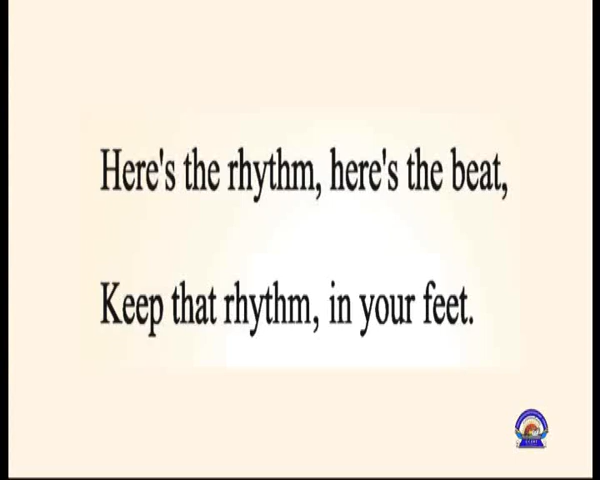 Here's the rhythm, here's the beat,
Keep that rhythm, in your feet.